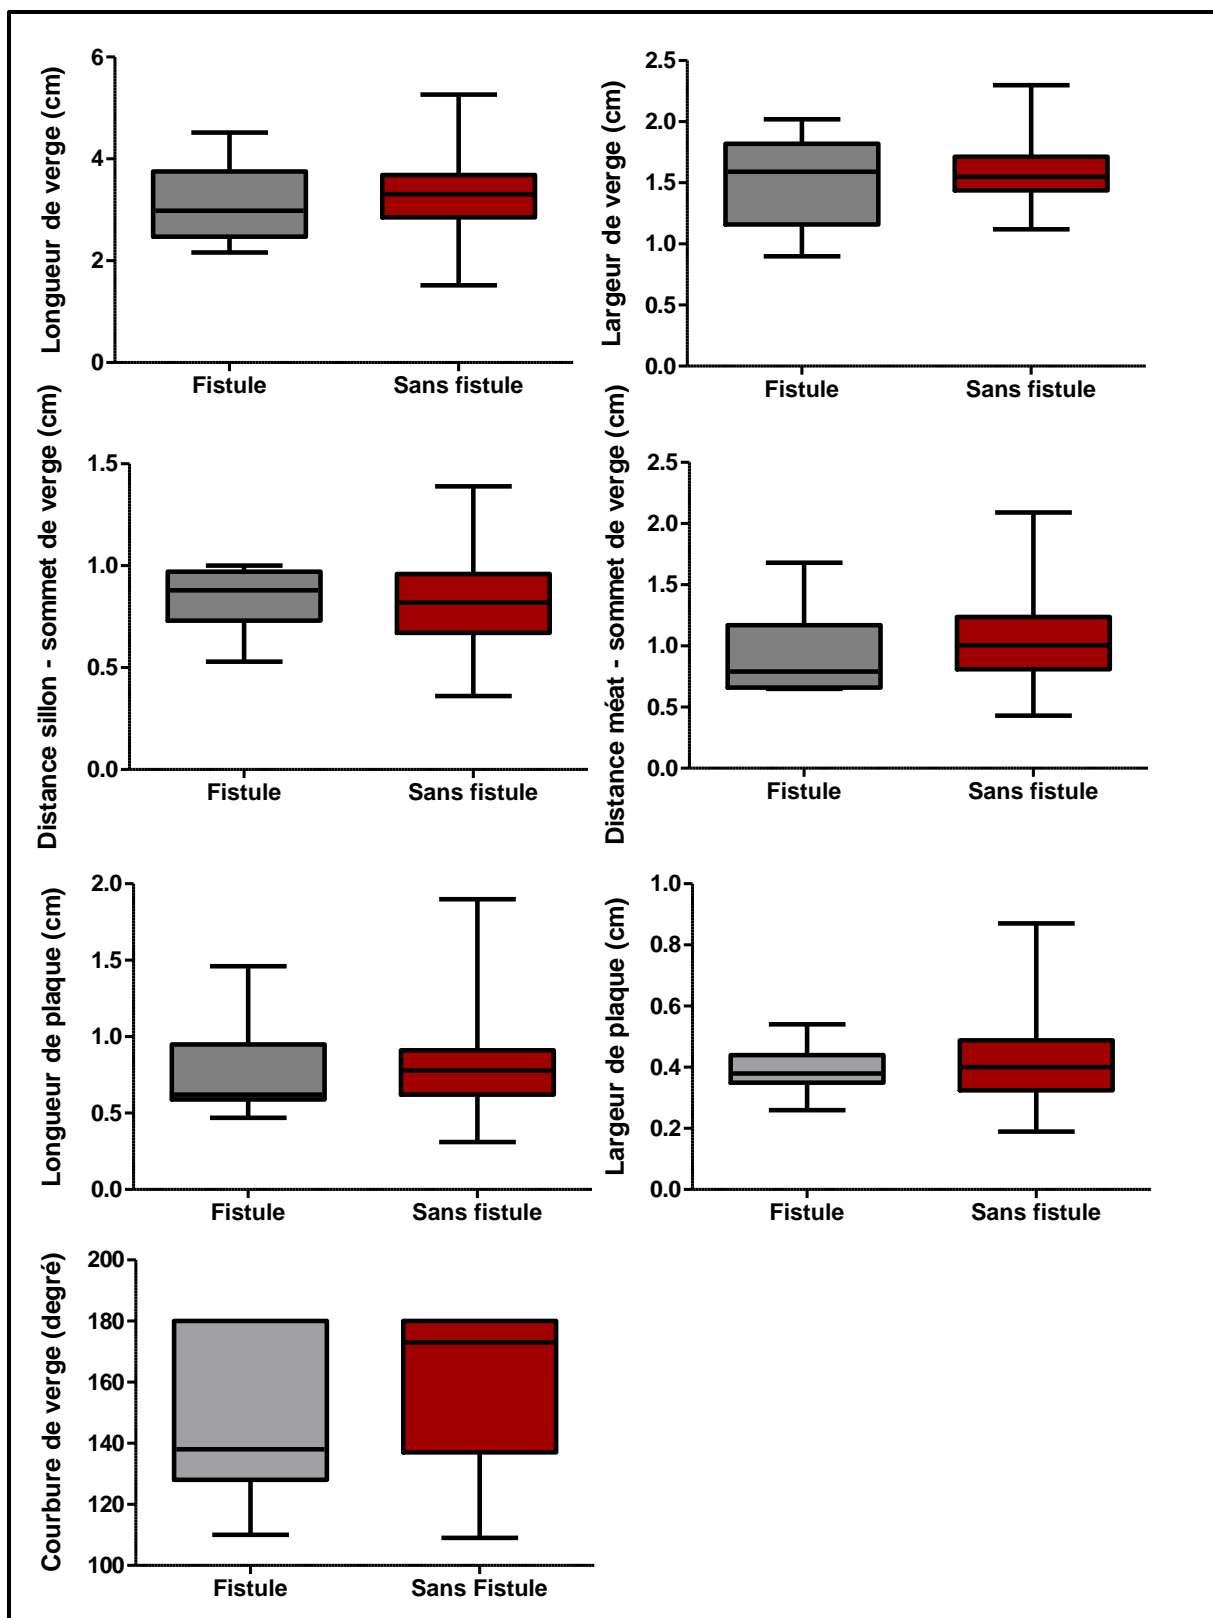 Longueur de verge (cm)
6
4
2
0
Fistule
Sans fistule
Largeur de verge (cm)
2.5
2.0
1.5
1.0
0.5
0.0
Fistule
Sans fistule
Distance sillon - sommet de verge (cm)
1.5
1.0
0.5
0.0
Fistule
Sans fistule
Distance méat - sommet de verge (cm)
2.5
2.0
1.5
1.0
0.5
0.0
Fistule
Sans fistule
Longueur de plaque (cm)
2.0
1.5
1.0
0.5
0.0
Fistule
Sans fistule
Largeur de plaque (cm)
1.0
0.8
0.6
0.4
0.2
0.0
Fistule
Sans fistule
Courbure de verge (degré)
200
180
160
140
120
100
Fistule
Sans Fistule